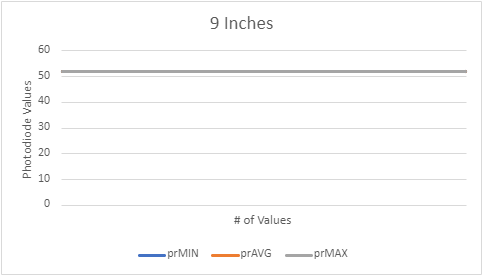 9 Inches
60
50
40
30
20
10
0
Photodiode Values
# of Values
prMIN prAVG prMAX